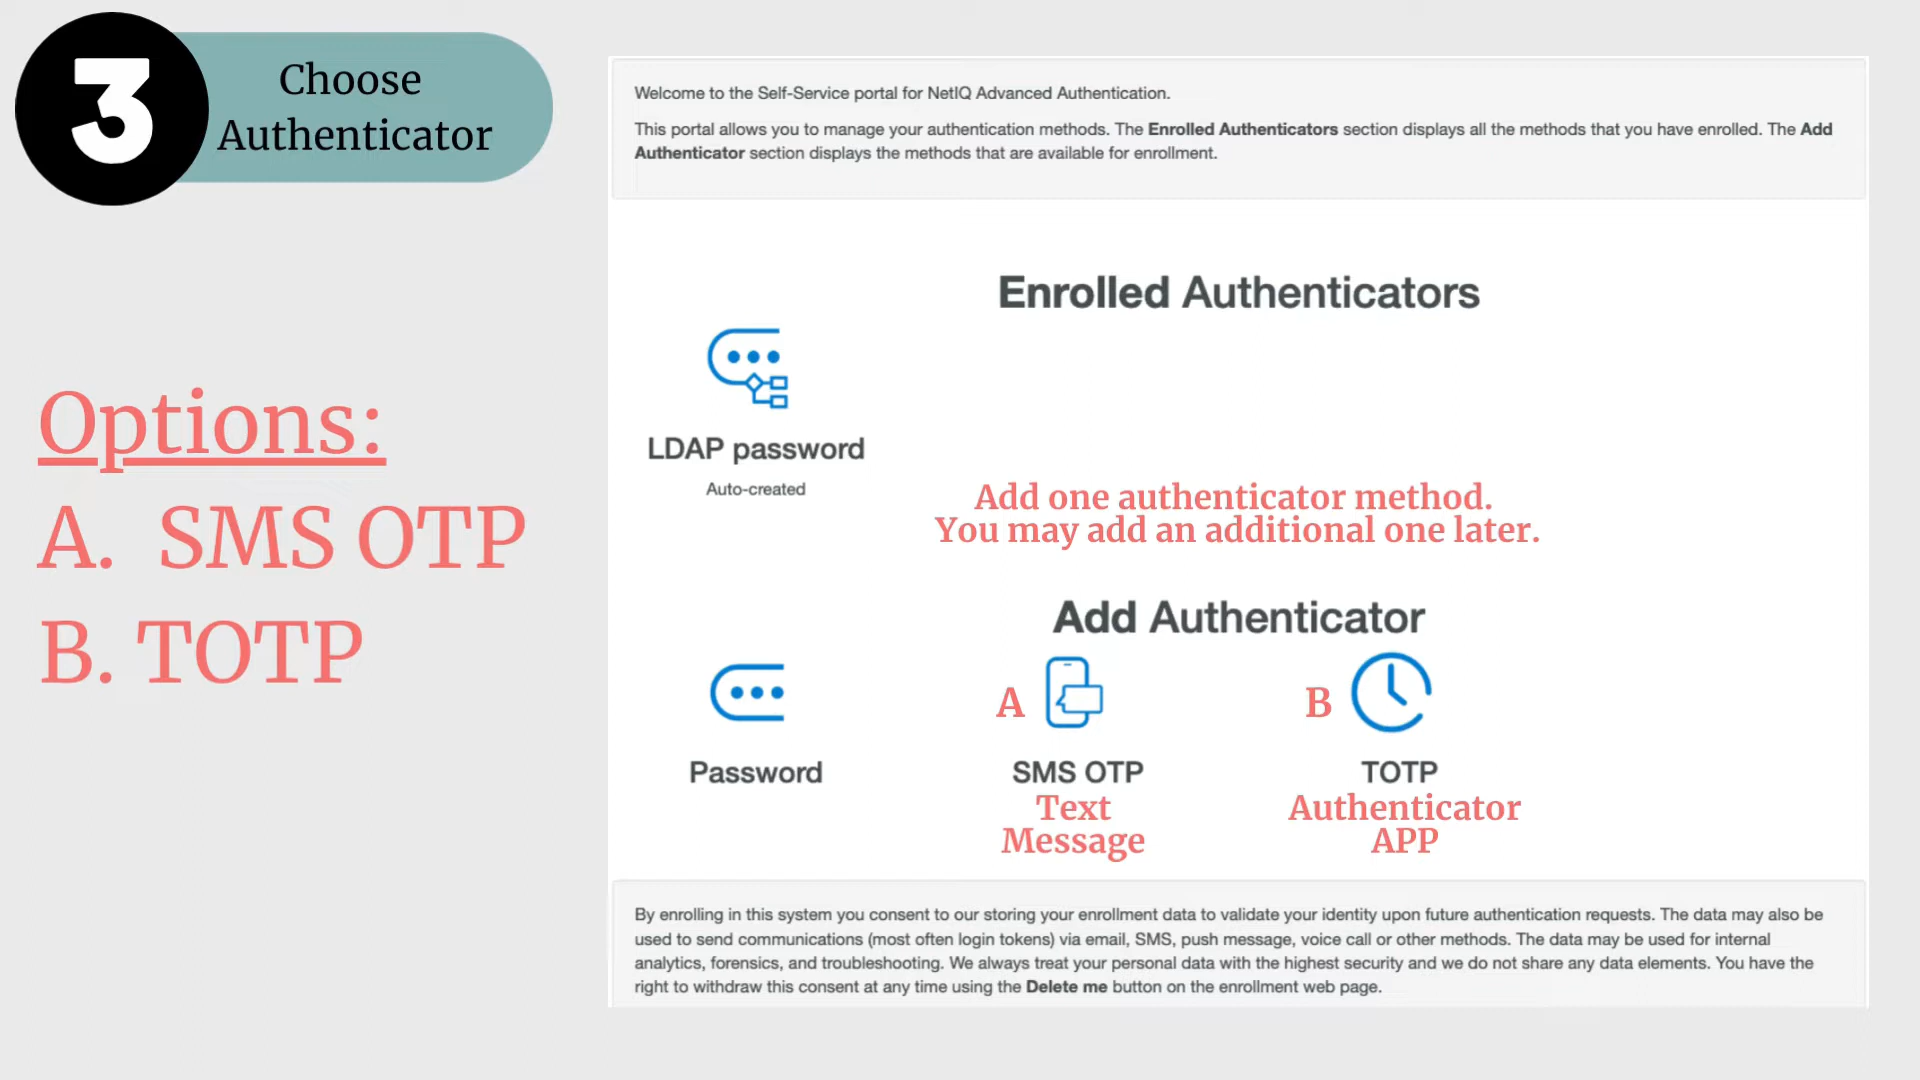 3
Choose
Authenticator
Options:
A. SMS OTP
B. TOTP
Welcome to the Self-Service portal for NetIQ Advanced Authentication.
This portal allows you to manage your authentication methods. The Enrolled Authenticators section displays all the methods that you have enrolled. The Add
Authenticator section displays the methods that are available for enrollment.
Enrolled Authenticators
LDAP password
Auto-created
Add one authenticator method.
You may add an additional one later.
Add Authenticator
A
B
Password
SMS OTP
TOTP
Text
Message
Authenticator
APP
By enrolling in this system you consent to our storing your enrollment data to validate your identity upon future authentication requests. The data may also be
used to send communications (most often login tokens) via email, SMS, push message, voice call or other methods. The data may be used for internal
analytics, forensics, and troubleshooting. We always treat your personal data with the highest security and we do not share any data elements. You have the
right to withdraw this consent at any time using the Delete me button on the enrollment web page.